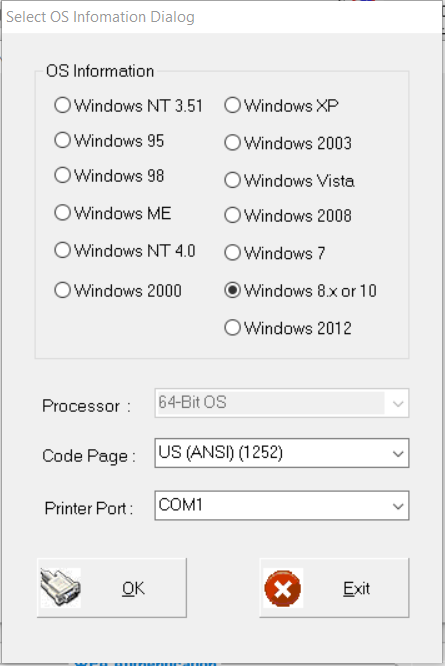 Select OS Infomation Dialog
OS Information
Windows NT 3.51
Windows 95
Windows 98
Windows ME
Windows NT 4.0
Windows 2000
Windows XP
Windows 2003
Windows Vista
Windows 2008
Windows 7
Windows 8.x or 10
Windows 2012
Processor :
64-Bit OS
Code Page :
US (ANSI) (1252)
Printer Port :
COM1
OK
Exit